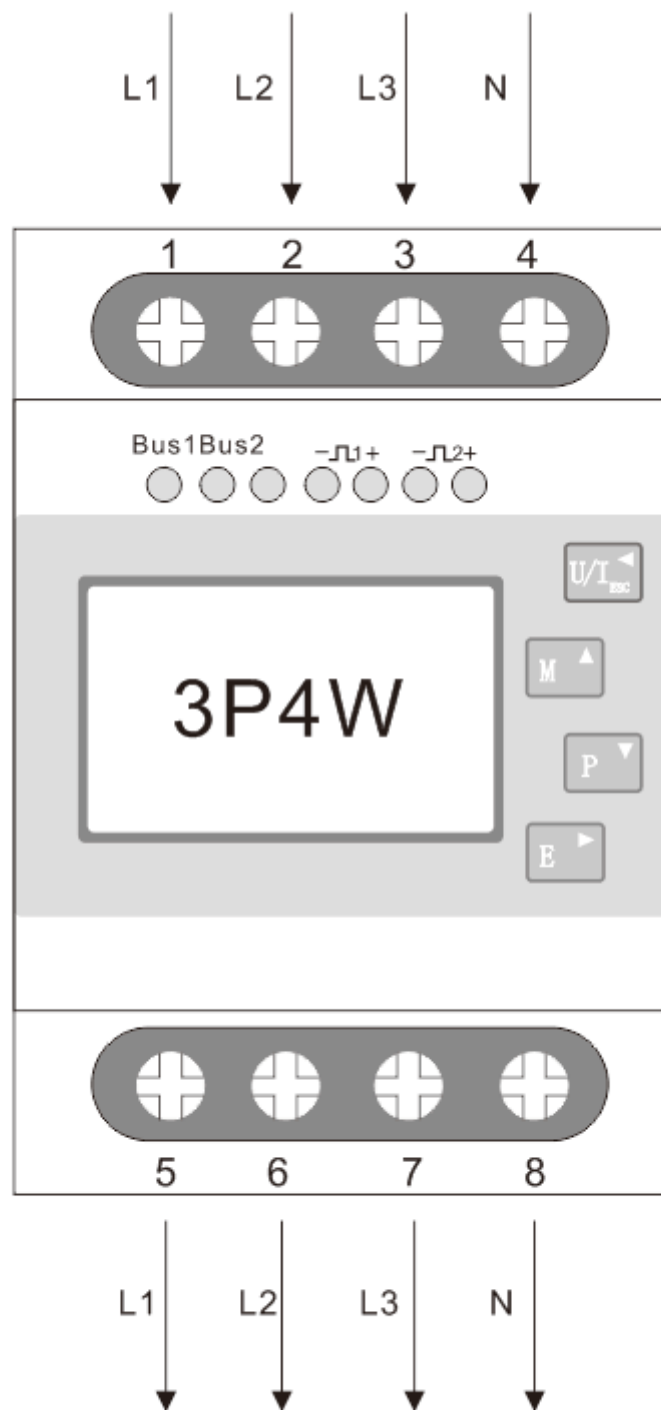 L1 L2 L3 N
1 2 3 4
Bus1Bus2 -⎍1+ -⎍2+
U/I ESC
M
3P4W
P
E
5 6 7 8
L1 L2 L3 N